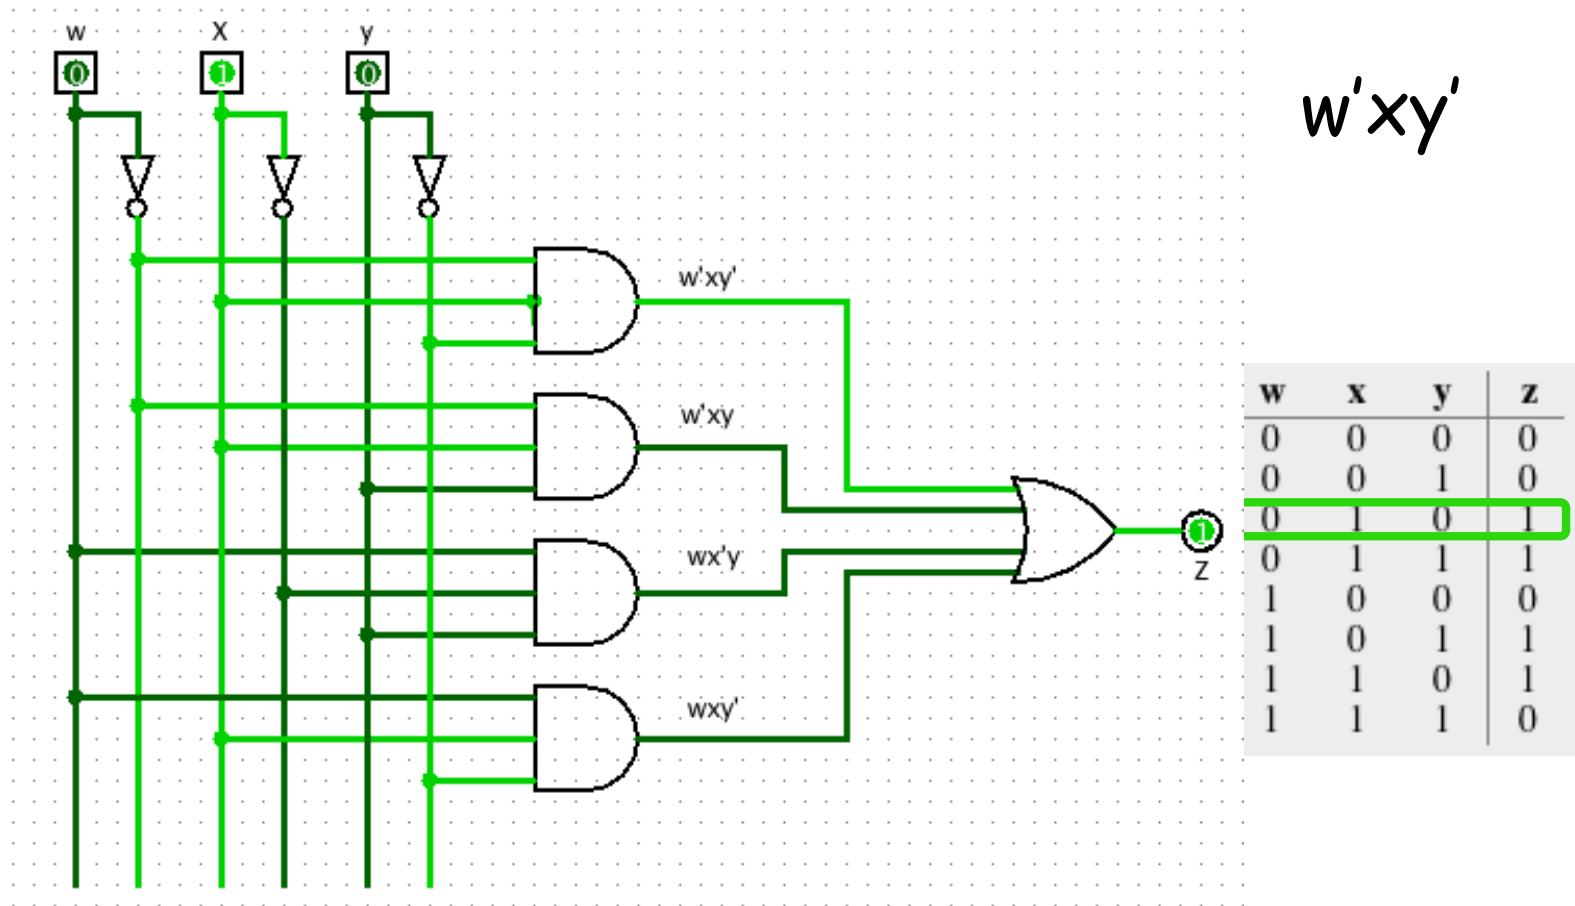 w X y
0 1 0
w'xy'
w'xy'
w'xy
wx'y
wxy'
1
Z
w x y z
0 0 0 0
0 0 1 0
0 1 0 1
0 1 1 1
1 0 0 0
1 0 1 1
1 1 0 1
1 1 1 0